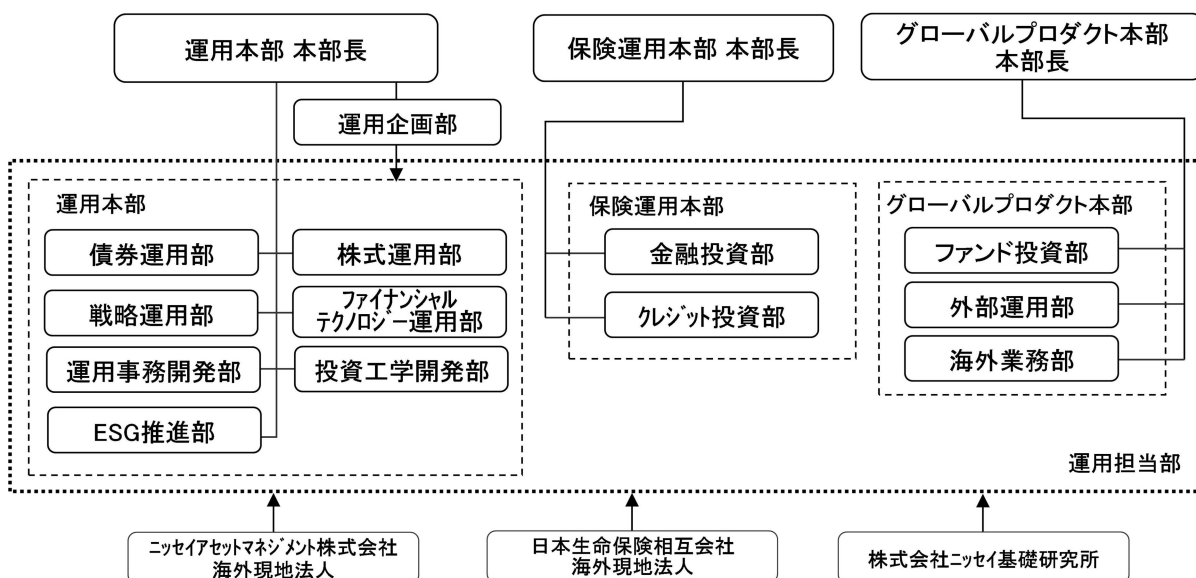 運用本部 本部長
保険運用本部 本部長
グローバルプロダクト本部
本部長
運用企画部
運用本部
債券運用部
株式運用部
戦略運用部
ファイナンシャル
テクノロジー運用部
運用事務開発部
投資工学開発部
ESG推進部
保険運用本部
金融投資部
クレジット投資部
グローバルプロダクト本部
ファンド投資部
外部運用部
海外業務部
運用担当部
ニッセイアセットマネジメント株式会社
海外現地法人
日本生命保険相互会社
海外現地法人
株式会社ニッセイ基礎研究所